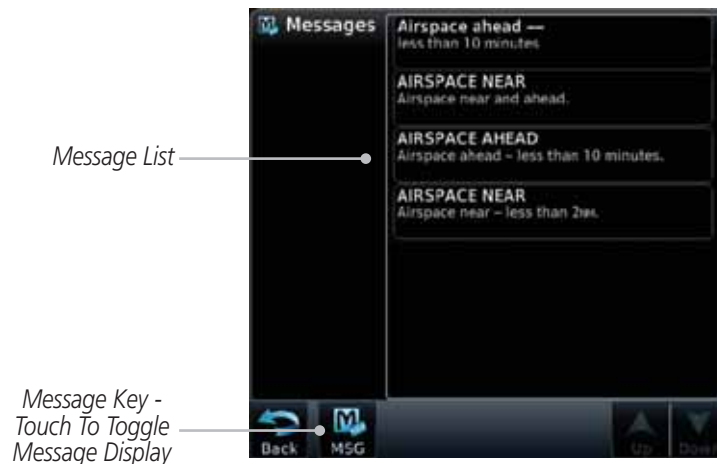 Messages
Airspace ahead —
less than 10 minutes
AIRSPACE NEAR
Airspace near and ahead.
AIRSPACE AHEAD
Airspace ahead – less than 10 minutes.
AIRSPACE NEAR
Airspace near – less than 2NM.
Message List
Message Key -
Touch To Toggle
Message Display
Back
MSG
Up
Down